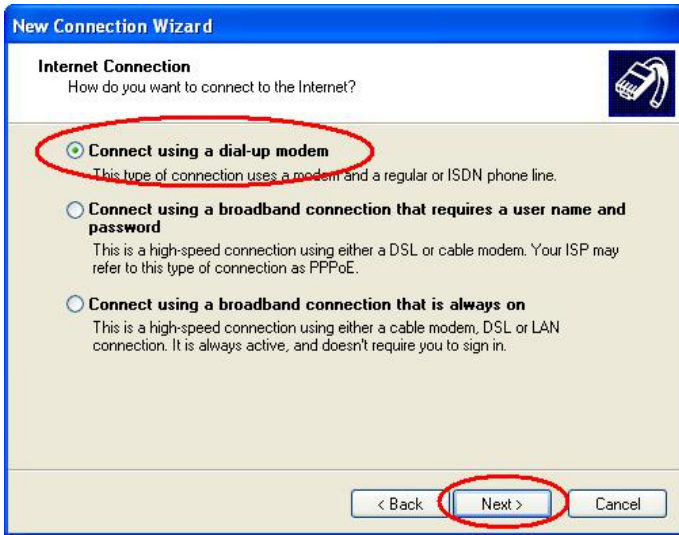 New Connection Wizard
Internet Connection
How do you want to connect to the Internet?
Connect using a dial-up modem
This type of connection uses a modem and a regular or ISDN phone line.
Connect using a broadband connection that requires a user name and
password
This is a high-speed connection using either a DSL or cable modem. Your ISP may
refer to this type of connection as PPPoE.
Connect using a broadband connection that is always on
This is a high-speed connection using either a cable modem, DSL or LAN
connection. It is always active, and doesn't require you to sign in.
< Back
Next >
Cancel